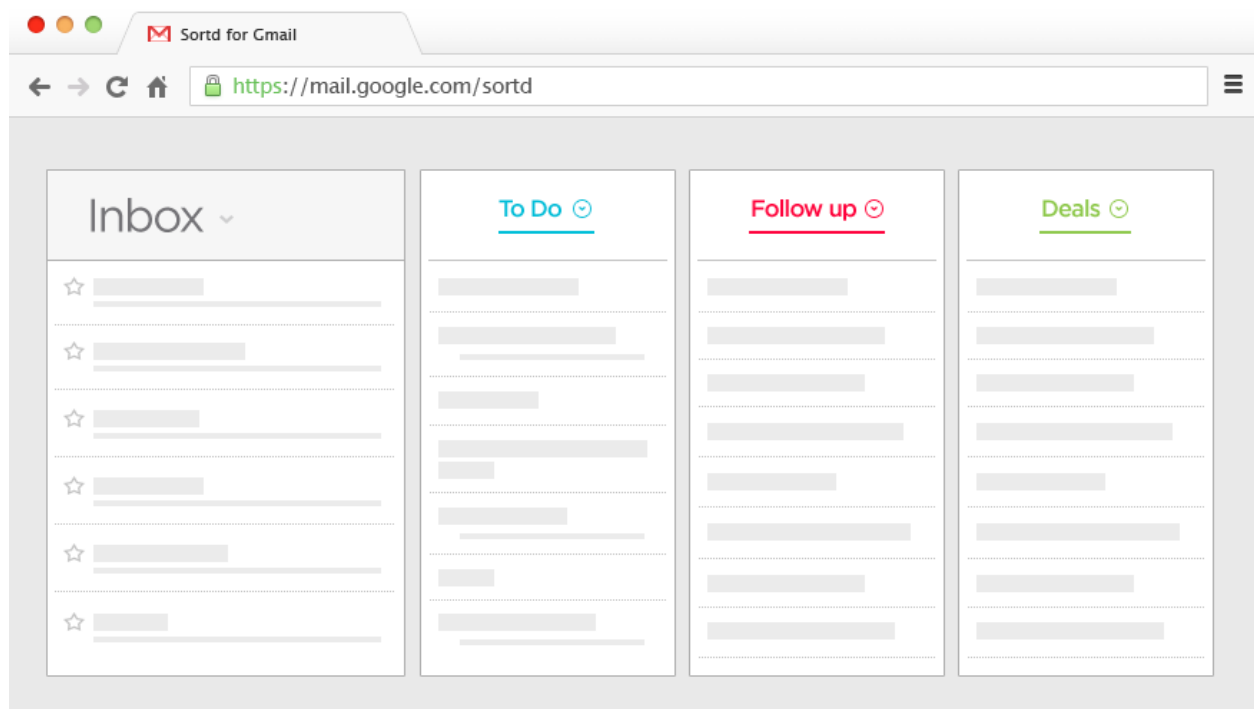 Sortd for Gmail
https://mail.google.com/sortd
Inbox
To Do
Follow up
Deals